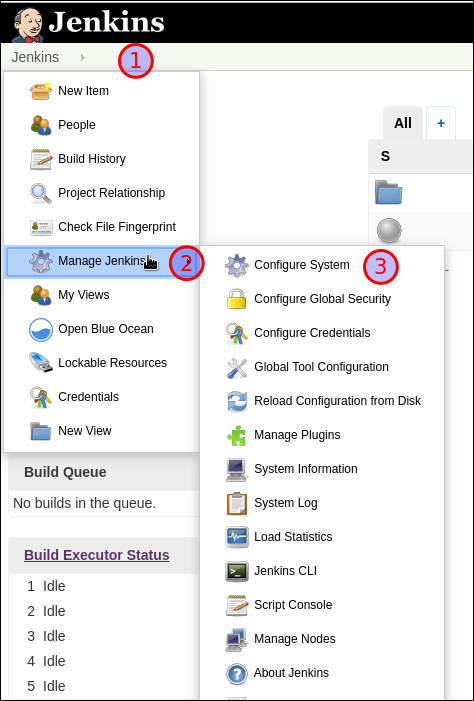 Jenkins
Jenkins
1
New Item
People
Build History
Project Relationship
Check File Fingerprint
Manage Jenkins
2
My Views
Open Blue Ocean
Lockable Resources
Credentials
New View
All
+
S
Configure System
3
Configure Global Security
Configure Credentials
Global Tool Configuration
Reload Configuration from Disk
Manage Plugins
System Information
System Log
Load Statistics
Jenkins CLI
Script Console
Manage Nodes
About Jenkins
Build Queue
No builds in the queue.
Build Executor Status
1 Idle
2 Idle
3 Idle
4 Idle
5 Idle